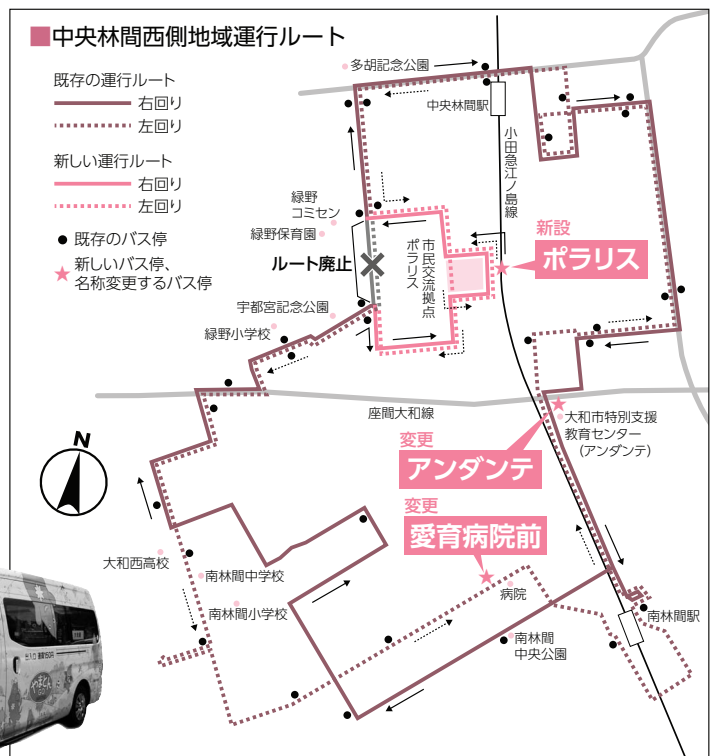 ■中央林間西側地域運行ルート
既存の運行ルート
右回り
左回り
新しい運行ルート
右回り
左回り
● 既存のバス停
★ 新しいバス停、
名称変更するバス停
多胡記念公園
中央林間駅
小田急江ノ島線
緑野
コミセン
緑野保育園
ルート廃止
市民交流拠点
ポラリス
新設
ポラリス
宇都宮記念公園
緑野小学校
座間大和線
大和市特別支援
教育センター
(アンダンテ)
変更
アンダンテ
変更
愛育病院前
N
大和西高校
南林間中学校
南林間小学校
病院
南林間
中央公園
南林間駅